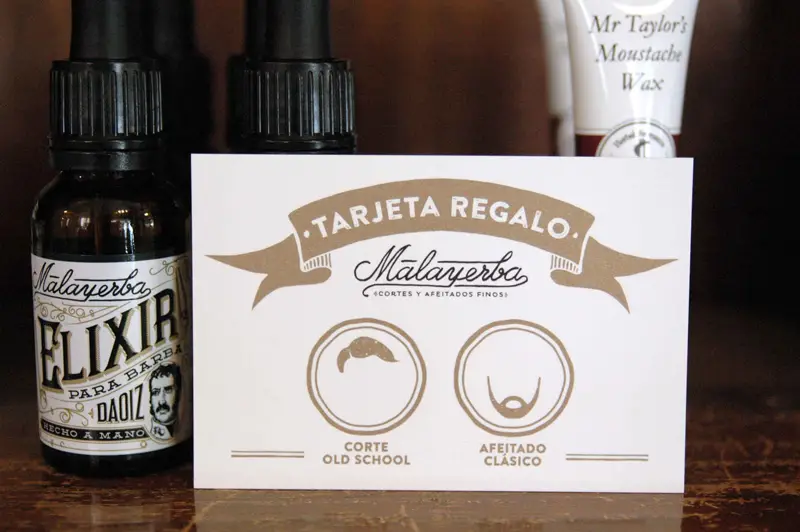 Malayerba
ELIXIR
PARA BARBA
DAOIZ
HECHO A MANO
Mr Taylor's
Moustache
Wax
·TARJETA REGALO·
Malayerba
CORTES Y AFEITADOS FINOS
CORTE
OLD SCHOOL
AFEITADO
CLÁSICO